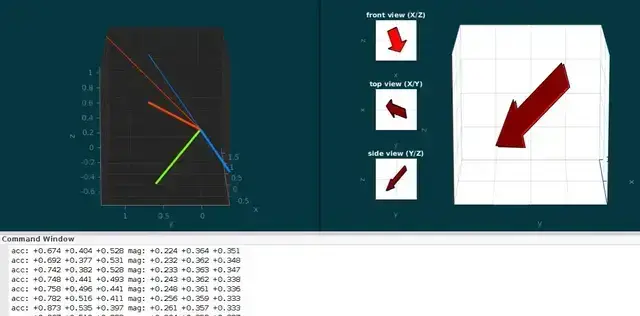 front view (X/Z)
z
x
top view (X/Y)
y
side view (Y/Z)
z
y
1
0.8
0.6
0.4
0.2
0
-0.2
-0.4
-0.6
z
1
0.5
0
y
1.5
1
0.5
0
0.5
x
y
x
Command Window
acc: +0.674 +0.404 +0.528 mag: +0.224 +0.364 +0.351
acc: +0.692 +0.377 +0.531 mag: +0.232 +0.362 +0.348
acc: +0.742 +0.382 +0.528 mag: +0.233 +0.363 +0.347
acc: +0.748 +0.441 +0.493 mag: +0.243 +0.362 +0.338
acc: +0.758 +0.496 +0.441 mag: +0.248 +0.361 +0.336
acc: +0.782 +0.516 +0.411 mag: +0.256 +0.359 +0.333
acc: +0.873 +0.535 +0.397 mag: +0.261 +0.357 +0.333